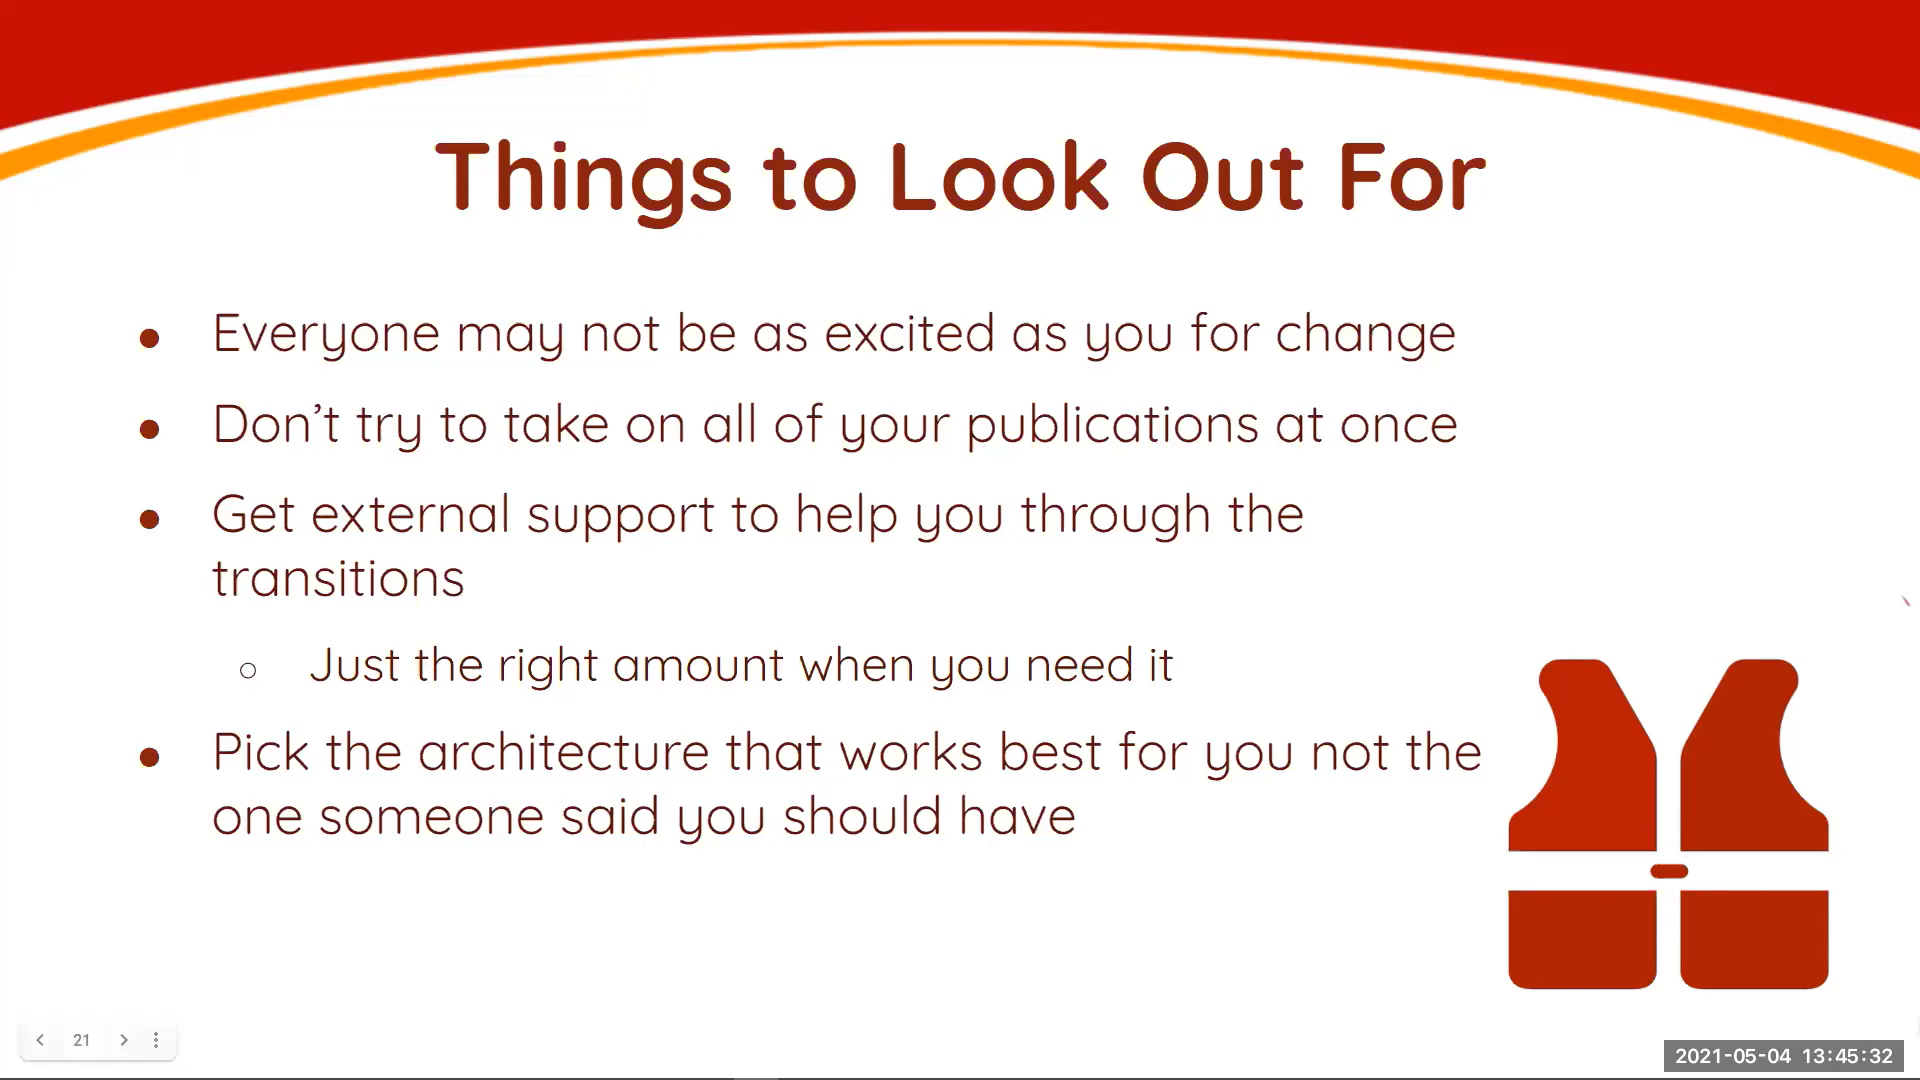 Things to Look Out For
● Everyone may not be as excited as you for change
● Don’t try to take on all of your publications at once
● Get external support to help you through the
transitions
○ Just the right amount when you need it
● Pick the architecture that works best for you not the
one someone said you should have
21
2021-05-04 13:45:32